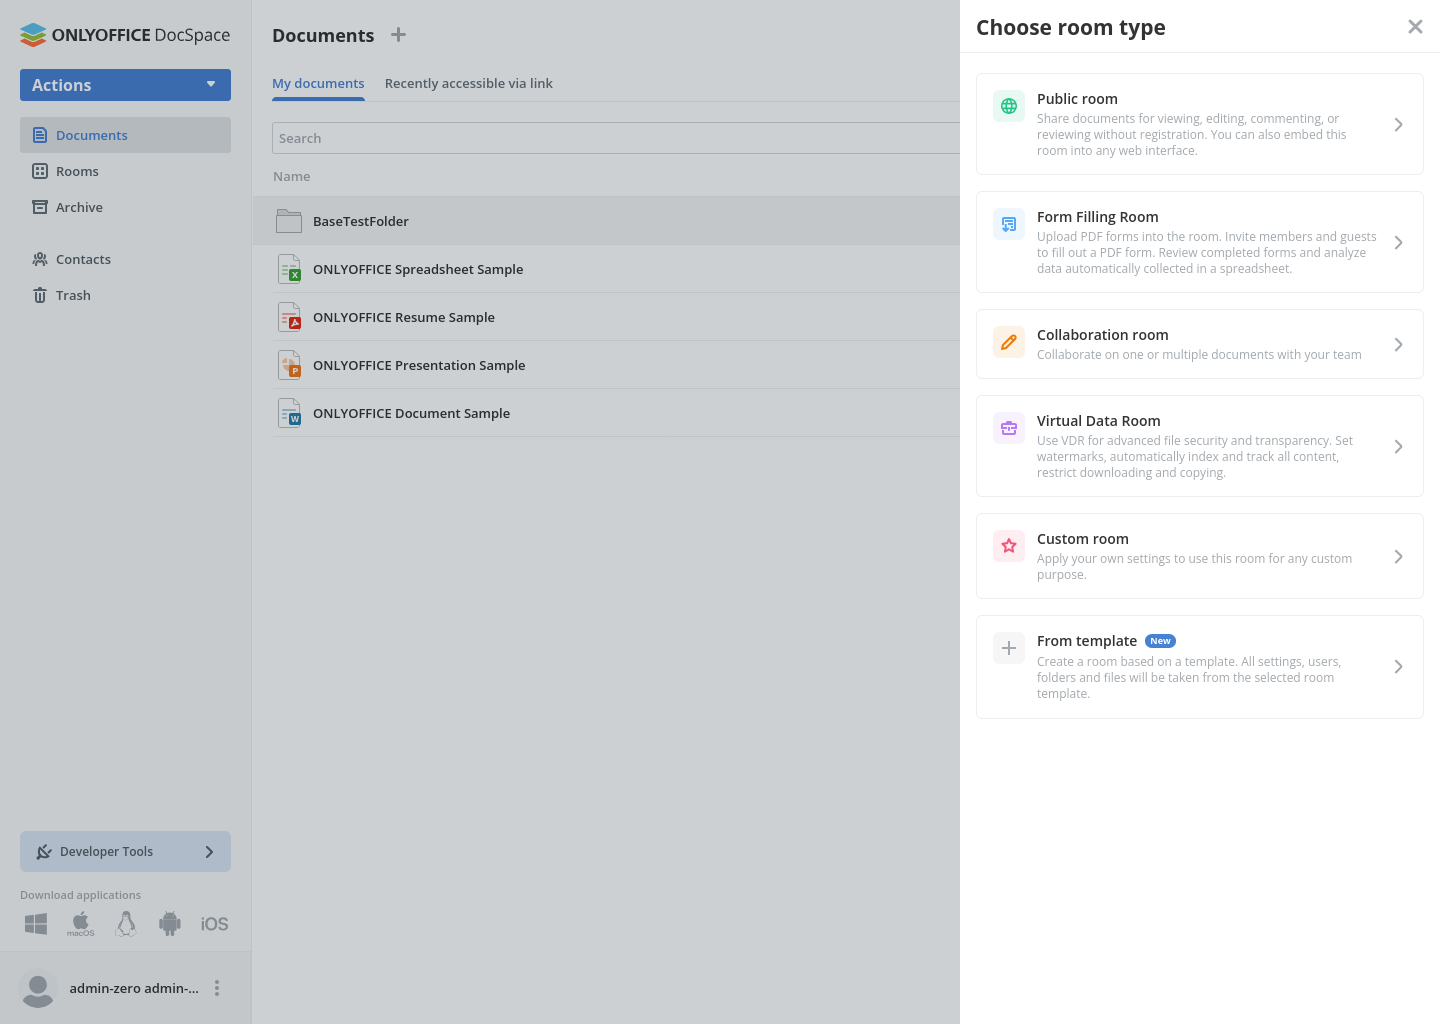 ONLYOFFICE DocSpace
Actions
Documents
Rooms
Archive
Contacts
Trash
Developer Tools
Download applications
macOS
iOS
admin-zero admin-...
Documents
My documents
Recently accessible via link
Search
Name
BaseTestFolder
ONLYOFFICE Spreadsheet Sample
X
ONLYOFFICE Resume Sample
ONLYOFFICE Presentation Sample
P
ONLYOFFICE Document Sample
W
Choose room type
Public room
Share documents for viewing, editing, commenting, or
reviewing without registration. You can also embed this
room into any web interface.
Form Filling Room
Upload PDF forms into the room. Invite members and guests
to fill out a PDF form. Review completed forms and analyze
data automatically collected in a spreadsheet.
Collaboration room
Collaborate on one or multiple documents with your team
Virtual Data Room
Use VDR for advanced file security and transparency. Set
watermarks, automatically index and track all content,
restrict downloading and copying.
Custom room
Apply your own settings to use this room for any custom
purpose.
From template New
Create a room based on a template. All settings, users,
folders and files will be taken from the selected room
template.